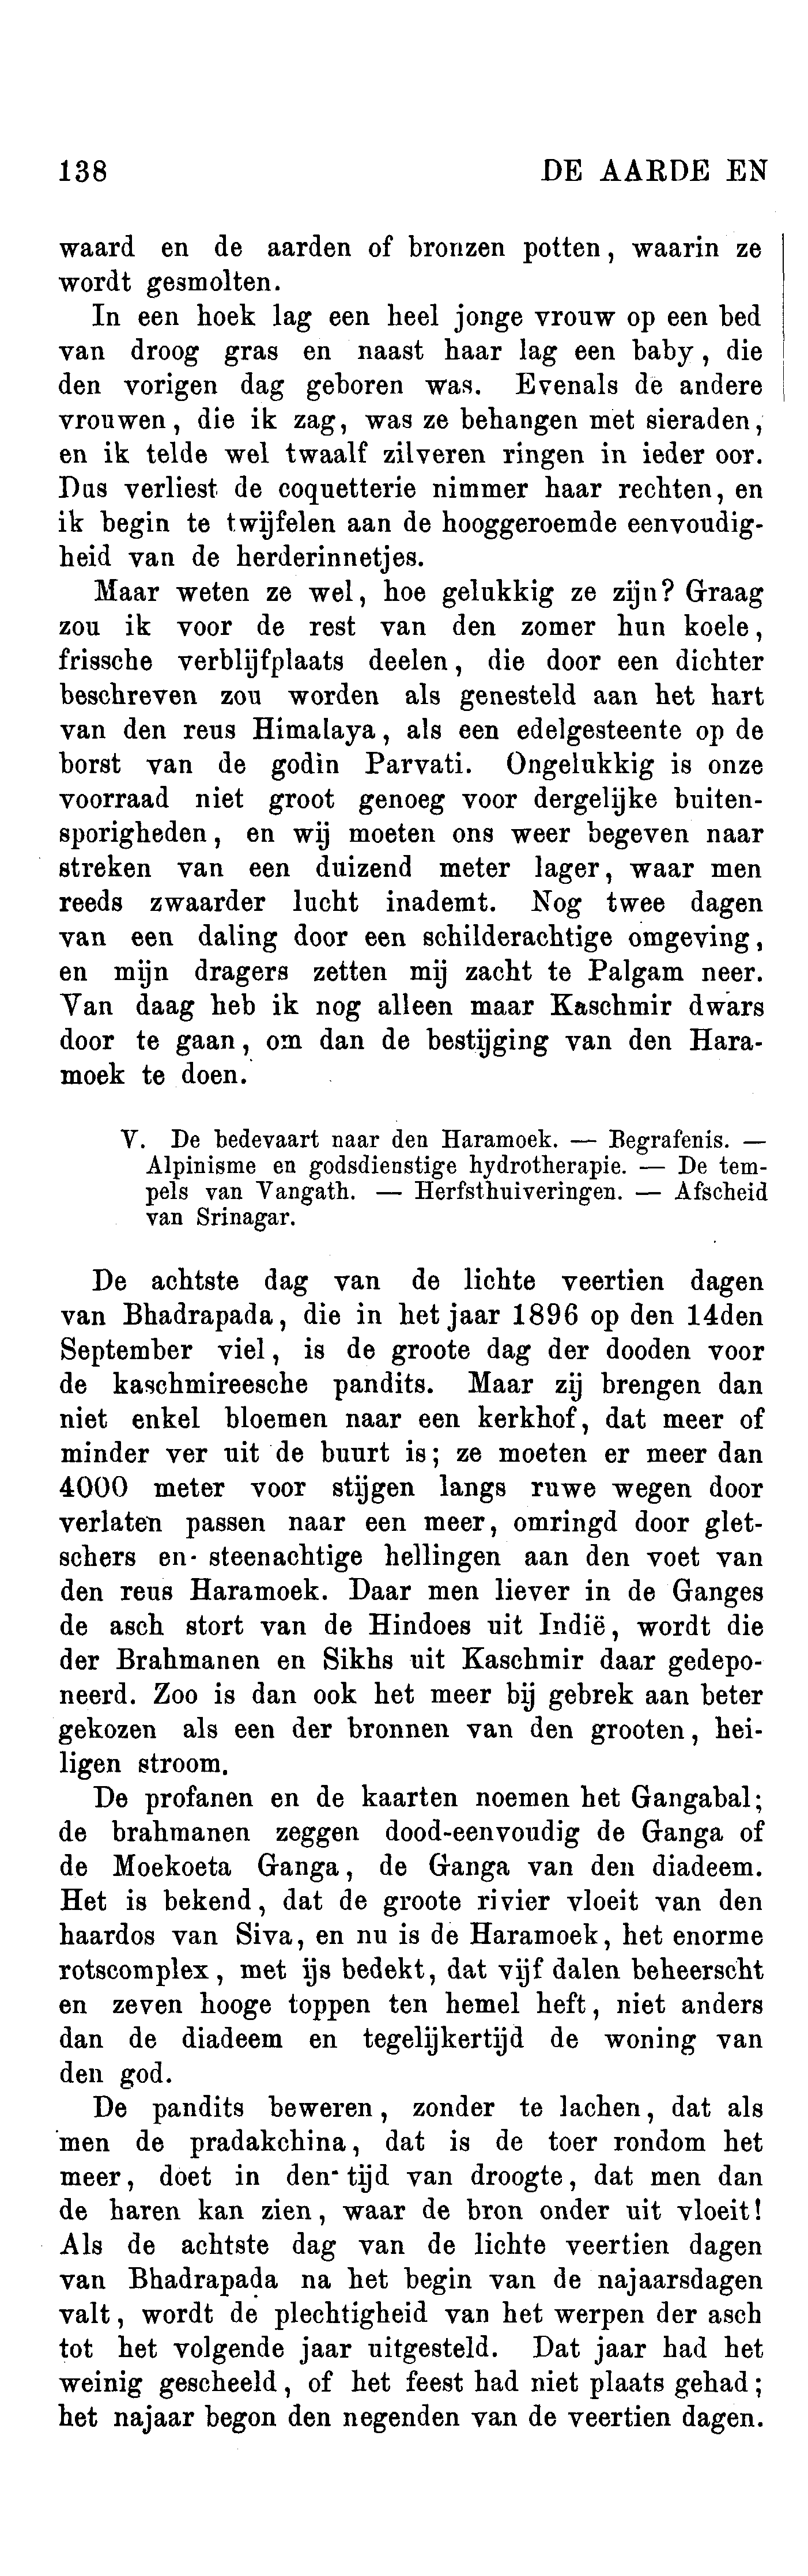 138 DE AARDE EN
waard en de aarden of bronzen potten, waarin ze
wordt gesmolten.
In een hoek lag een heel jonge vrouw op een bed
van droog gras en naast haar lag een baby, die
den vorigen dag geboren was. Evenals de andere
vrouwen, die ik zag, was ze behangen met sieraden,
en ik telde wel twaalf zilveren ringen in ieder oor.
Dus verliest de coquetterie nimmer haar rechten, en
ik begin te twijfelen aan de hooggeroemde eenvoudig-
heid van de herderinnetjes.
Maar weten ze wel, hoe gelukkig ze zijn? Graag
zou ik voor de rest van den zomer hun koele,
frissche verblijfplaats deelen, die door een dichter
beschreven zou worden als genesteld aan het hart
van den reus Himalaya, als een edelgesteente op de
borst van de godin Parvati. Ongelukkig is onze
voorraad niet groot genoeg voor dergelijke buiten-
sporigheden, en wij moeten ons weer begeven naar
streken van een duizend meter lager, waar men
reeds zwaarder lucht inademt. Nog twee dagen
van een daling door een schilderachtige omgeving,
en mijn dragers zetten mij zacht te Palgam neer.
Van daag heb ik nog alleen maar Kaschmir dwars
door te gaan, om dan de bestijging van den Hara-
moek te doen.
V. De bedevaart naar den Haramoek. — Begrafenis. —
Alpinisme en godsdienstige hydrotherapie. — De tem-
pels van Vangath. — Herfsthuiveringen. — Afscheid
van Srinagar.
De achtste dag van de lichte veertien dagen
van Bhadrapada, die in het jaar 1896 op den 14den
September viel, is de groote dag der dooden voor
de kaschmireesche pandits. Maar zij brengen dan
niet enkel bloemen naar een kerkhof, dat meer of
minder ver uit de buurt is; ze moeten er meer dan
4000 meter voor stijgen langs ruwe wegen door
verlaten passen naar een meer, omringd door glet-
schers en steenachtige hellingen aan den voet van
den reus Haramoek. Daar men liever in de Ganges
de asch stort van de Hindoes uit Indië, wordt die
der Brahmanen en Sikhs uit Kaschmir daar gedepo-
neerd. Zoo is dan ook het meer bij gebrek aan beter
gekozen als een der bronnen van den grooten, hei-
ligen stroom.
De profanen en de kaarten noemen het Gangabal;
de brahmanen zeggen dood-eenvoudig de Ganga of
de Moekoeta Ganga, de Ganga van den diadeem.
Het is bekend, dat de groote rivier vloeit van den
haardos van Siva, en nu is de Haramoek, het enorme
rotscomplex, met ijs bedekt, dat vijf dalen beheerscht
en zeven hooge toppen ten hemel heft, niet anders
dan de diadeem en tegelijkertijd de woning van
den god.
De pandits beweren, zonder te lachen, dat als
men de pradakchina, dat is de toer rondom het
meer, doet in den tijd van droogte, dat men dan
de haren kan zien, waar de bron onder uit vloeit!
Als de achtste dag van de lichte veertien dagen
van Bhadrapada na het begin van de najaarsdagen
valt, wordt de plechtigheid van het werpen der asch
tot het volgende jaar uitgesteld. Dat jaar had het
weinig gescheeld, of het feest had niet plaats gehad;
het najaar begon den negenden van de veertien dagen.